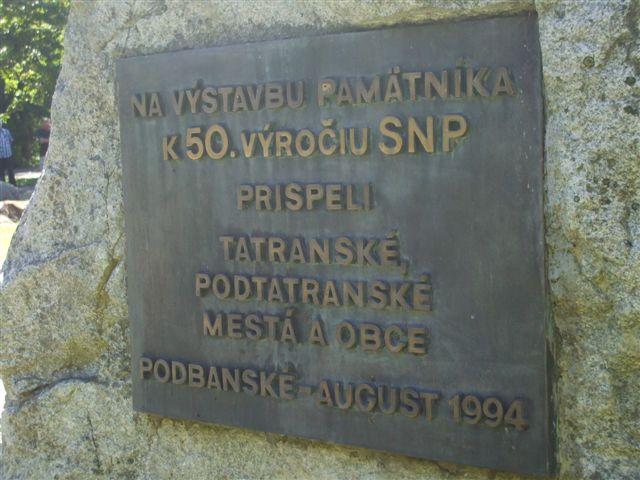 NA VÝSTAVBU PAMÄTNÍKA
K 50. VÝROČIU SNP
PRISPELI
TATRANSKÉ,
PODTATRANSKÉ
MESTÁ A OBCE
PODBANSKÉ – AUGUST 1994